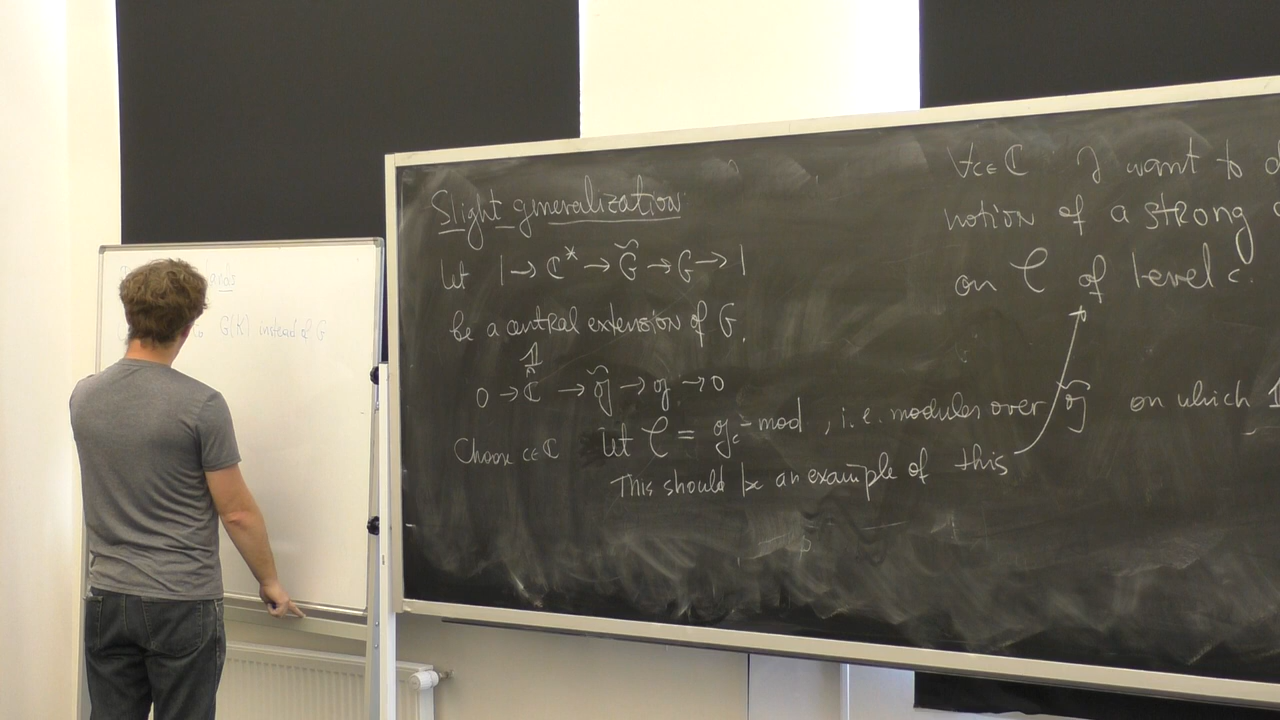 G(K) instead of G
Slight generalization
Let 1 → ℂ* → G̃ → G → 1
be a central extension of G.
𝟙
0 → ℂ → 𝔤̃ → 𝔤 → 0
Choose c∈ℂ Let 𝒞 = 𝔤_c-mod, i.e. modules over 𝔤̃ on which 𝟙
This should be an example of this
∀c∈ℂ I want to
notion of a strong
on 𝒞 of level c.